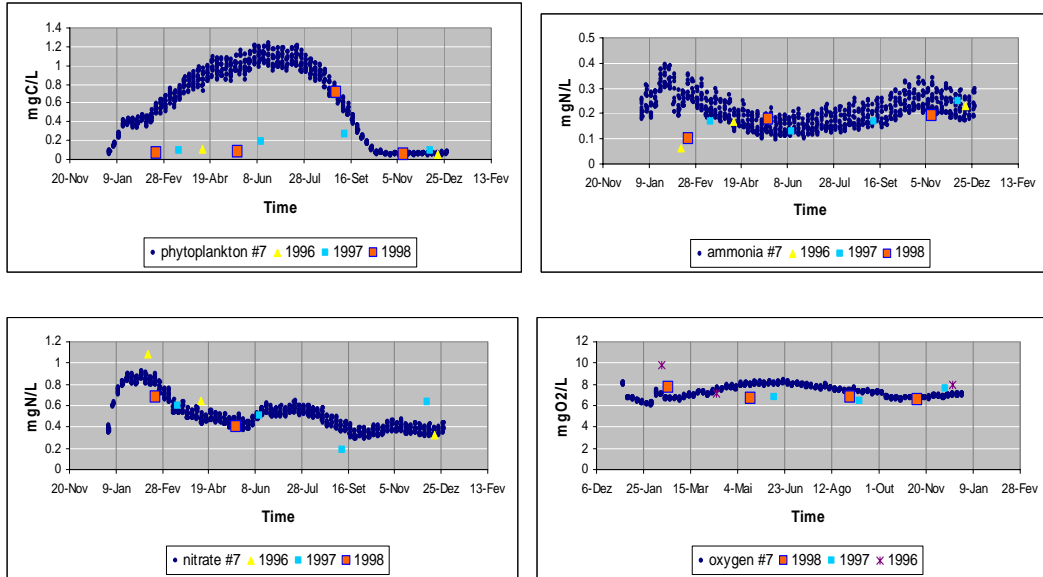 1.4
1.2
1
0.8
0.6
0.4
0.2
0
mgC/L
20-Nov 9-Jan 28-Fev 19-Abr 8-Jun 28-Jul 16-Set 5-Nov 25-Dez 13-Fev
Time
phytoplankton #7 1996 1997 1998
0.5
0.4
0.3
0.2
0.1
0
mgN/L
20-Nov 9-Jan 28-Fev 19-Abr 8-Jun 28-Jul 16-Set 5-Nov 25-Dez 13-Fev
Time
ammonia #7 1996 1997 1998
1.2
1
0.8
0.6
0.4
0.2
0
mgN/L
20-Nov 9-Jan 28-Fev 19-Abr 8-Jun 28-Jul 16-Set 5-Nov 25-Dez 13-Fev
Time
nitrate #7 1996 1997 1998
12
10
8
6
4
2
0
mgO2/L
6-Dez 25-Jan 15-Mar 4-Mai 23-Jun 12-Ago 1-Out 20-Nov 9-Jan 28-Fev
Time
oxygen #7 1998 1997 1996